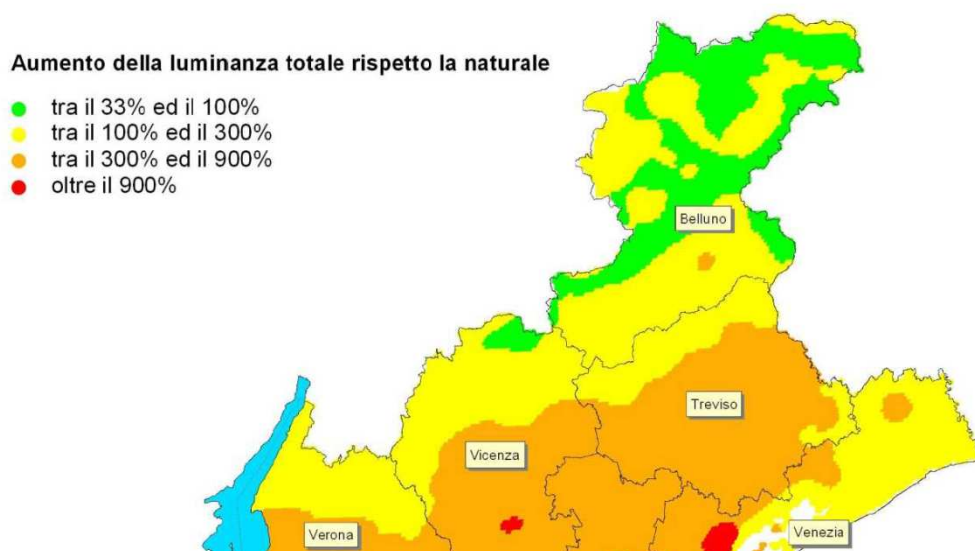 Aumento della luminanza totale rispetto la naturale
tra il 33% ed il 100%
tra il 100% ed il 300%
tra il 300% ed il 900%
oltre il 900%
Belluno
Treviso
Vicenza
Verona
Venezia